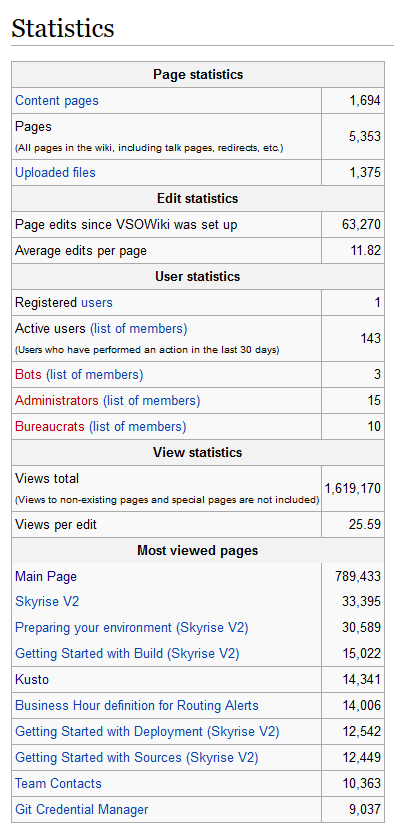 Statistics
Page statistics
Content pages 1,694
Pages
(All pages in the wiki, including talk pages, redirects, etc.) 5,353
Uploaded files 1,375
Edit statistics
Page edits since VSOWiki was set up 63,270
Average edits per page 11.82
User statistics
Registered users 1
Active users (list of members)
(Users who have performed an action in the last 30 days) 143
Bots (list of members) 3
Administrators (list of members) 15
Bureaucrats (list of members) 10
View statistics
Views total
(Views to non-existing pages and special pages are not included) 1,619,170
Views per edit 25.59
Most viewed pages
Main Page 789,433
Skyrise V2 33,395
Preparing your environment (Skyrise V2) 30,589
Getting Started with Build (Skyrise V2) 15,022
Kusto 14,341
Business Hour definition for Routing Alerts 14,006
Getting Started with Deployment (Skyrise V2) 12,542
Getting Started with Sources (Skyrise V2) 12,449
Team Contacts 10,363
Git Credential Manager 9,037